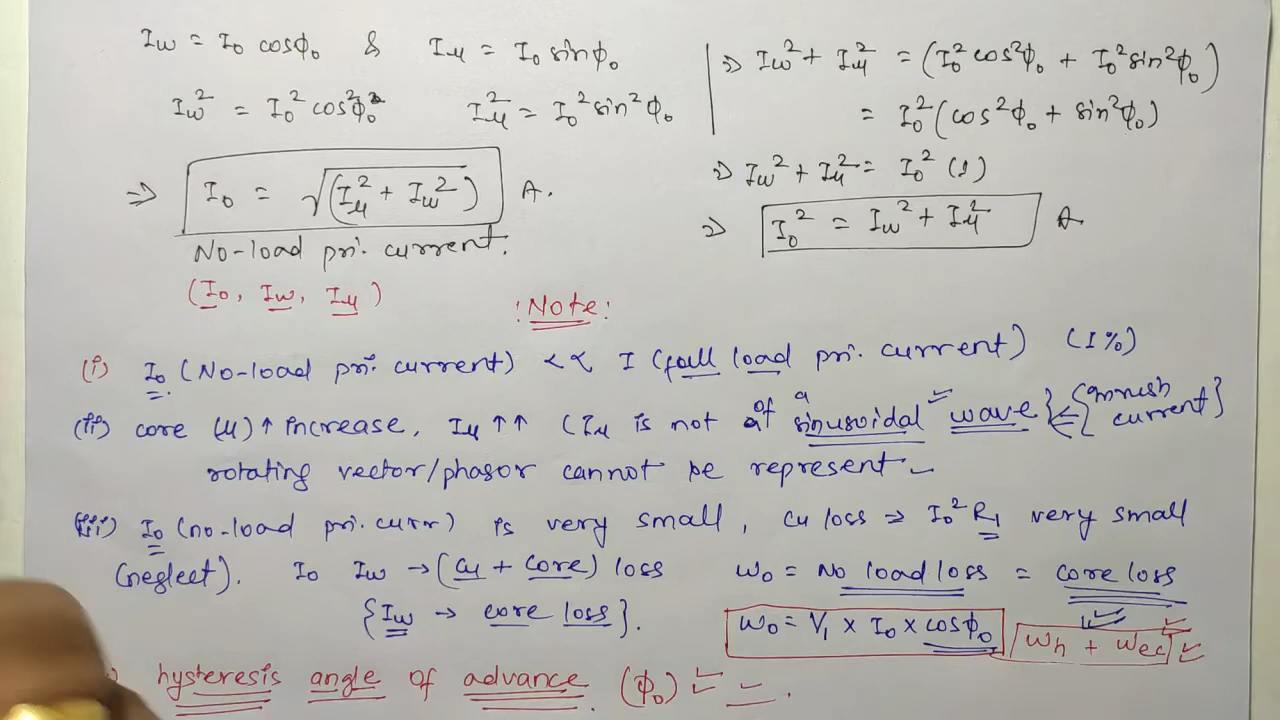 Iw = I0 cosϕ0 & Iμ = I0 sinϕ0
Iw² = I0² cos²ϕ0 Iμ² = I0² sin²ϕ0
⇒ I0 = √(Iμ² + Iw²) A.
No-load pri. current.
(I0, Iw, Iμ)
⇒ Iw² + Iμ² = (I0² cos²ϕ0 + I0² sin²ϕ0)
= I0² (cos²ϕ0 + sin²ϕ0)
⇒ Iw² + Iμ² = I0² (1)
⇒ I0² = Iw² + Iμ² A
:Note:
(i) I0 (No-load pri. current) << I (full load pri. current) (1%)
(ii) core (μ)↑ increase, Iμ ↑↑ (Iμ is not of a sinusoidal wave} ⇐ {current}
rotating vector/phasor cannot be represent
(iii) I0 (no-load pri. curr) is very small, cu loss ⇒ I0² R1 very small
(neglect). I0 Iw → (cu + core) loss W0 = No load loss = core loss
{Iw → core loss}. W0 = V1 × I0 × cosϕ0 Wh + Wec
) hysteresis angle of advance. (ϕ0) .